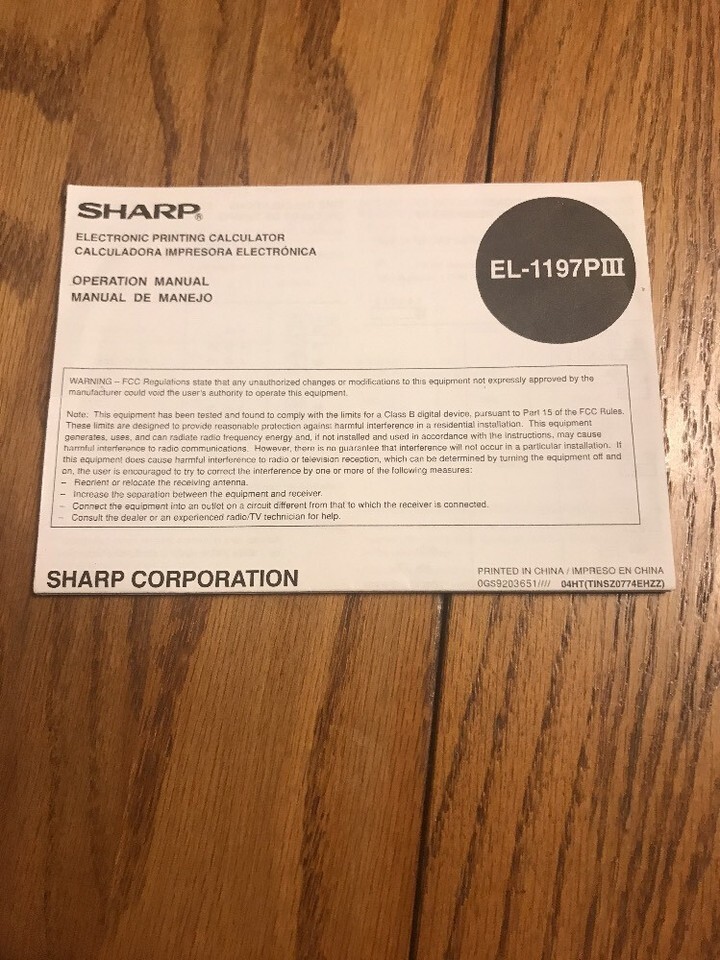 SHARP®
ELECTRONIC PRINTING CALCULATOR
CALCULADORA IMPRESORA ELECTRÓNICA
OPERATION MANUAL
MANUAL DE MANEJO
EL-1197PIII
WARNING – FCC Regulations state that any unauthorized changes or modifications to this equipment not expressly approved by the
manufacturer could void the user's authority to operate this equipment.
Note: This equipment has been tested and found to comply with the limits for a Class B digital device, pursuant to Part 15 of the FCC Rules.
These limits are designed to provide reasonable protection against harmful interference in a residential installation. This equipment
generates, uses, and can radiate radio frequency energy and, if not installed and used in accordance with the instructions, may cause
harmful interference to radio communications. However, there is no guarantee that interference will not occur in a particular installation. If
this equipment does cause harmful interference to radio or television reception, which can be determined by turning the equipment off and
on, the user is encouraged to try to correct the interference by one or more of the following measures:
– Reorient or relocate the receiving antenna.
– Increase the separation between the equipment and receiver.
– Connect the equipment into an outlet on a circuit different from that to which the receiver is connected.
– Consult the dealer or an experienced radio/TV technician for help.
SHARP CORPORATION
PRINTED IN CHINA / IMPRESO EN CHINA
0GS9203651//// 04HT(TINSZ0774EHZZ)